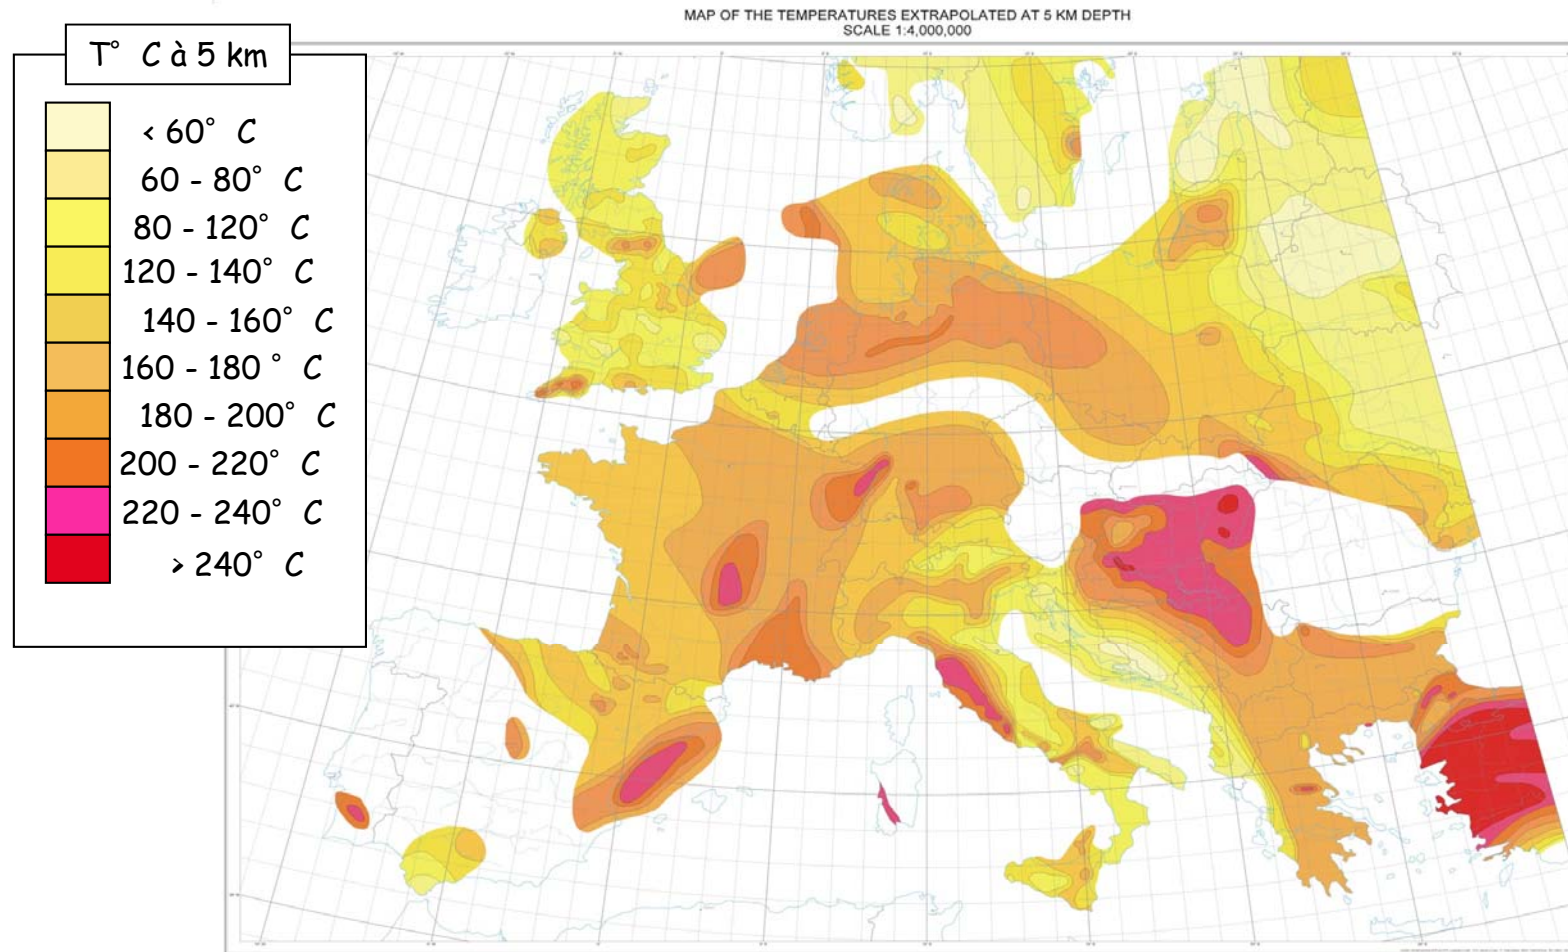 MAP OF THE TEMPERATURES EXTRAPOLATED AT 5 KM DEPTH
SCALE 1:4,000,000
T° C à 5 km
< 60° C
60 - 80° C
80 - 120° C
120 - 140° C
140 - 160° C
160 - 180 ° C
180 - 200° C
200 - 220° C
220 - 240° C
> 240° C